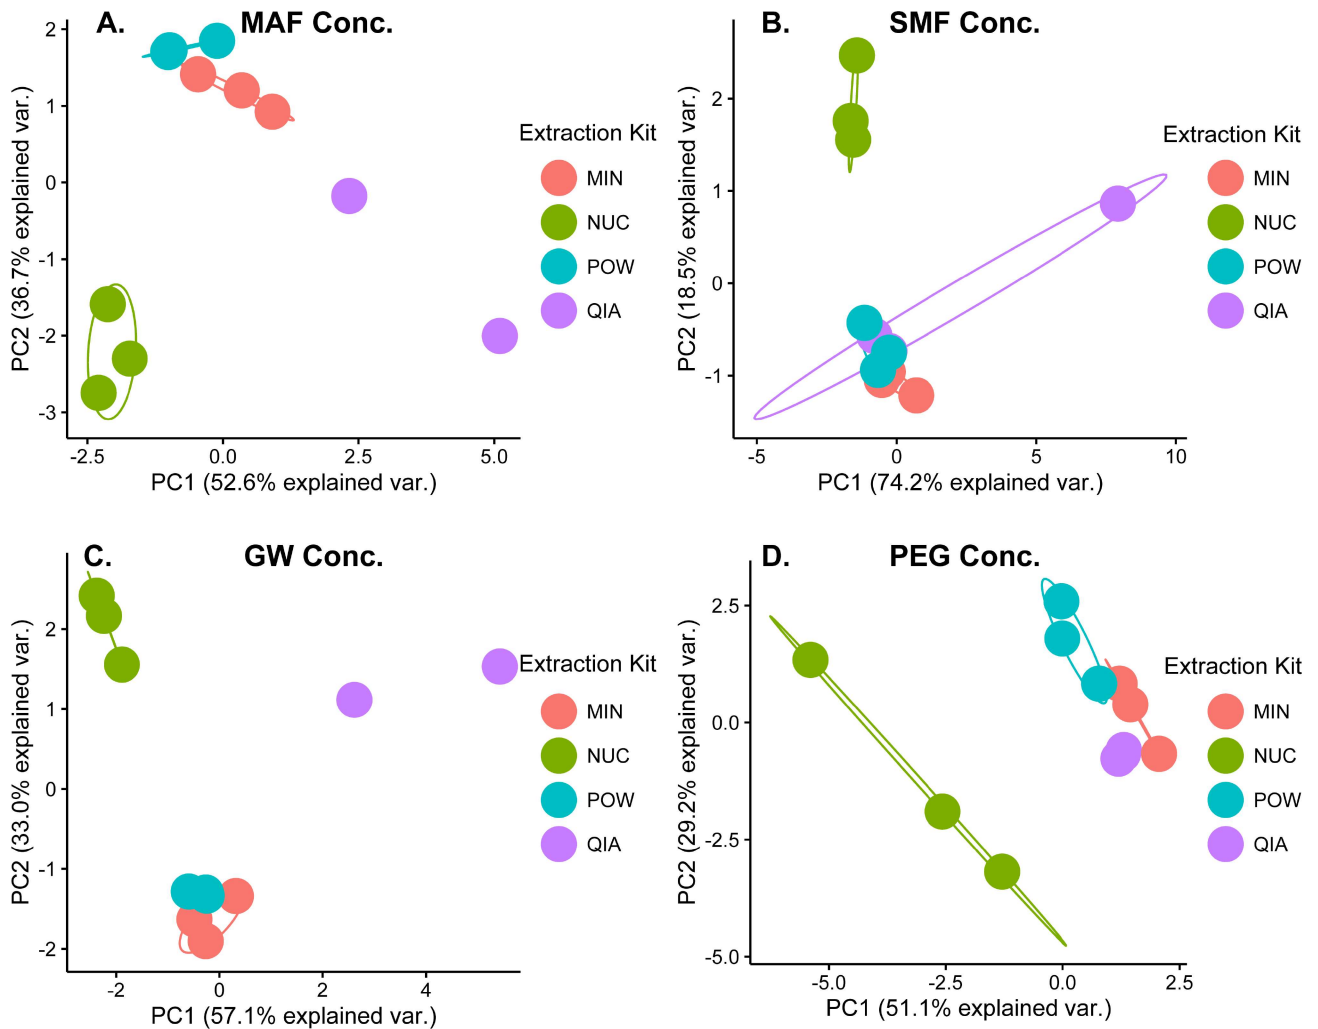 A. MAF Conc.
PC2 (36.7% explained var.)
2
1
0
-1
-2
-3
-2.5 0.0 2.5 5.0
PC1 (52.6% explained var.)
Extraction Kit
MIN
NUC
POW
QIA
B. SMF Conc.
PC2 (18.5% explained var.)
2
1
0
-1
-5 0 5 10
PC1 (74.2% explained var.)
Extraction Kit
MIN
NUC
POW
QIA
C. GW Conc.
PC2 (33.0% explained var.)
2
1
0
-1
-2
-2 0 2 4
PC1 (57.1% explained var.)
Extraction Kit
MIN
NUC
POW
QIA
D. PEG Conc.
PC2 (29.2% explained var.)
2.5
0.0
-2.5
-5.0
-5.0 -2.5 0.0 2.5
PC1 (51.1% explained var.)
Extraction Kit
MIN
NUC
POW
QIA